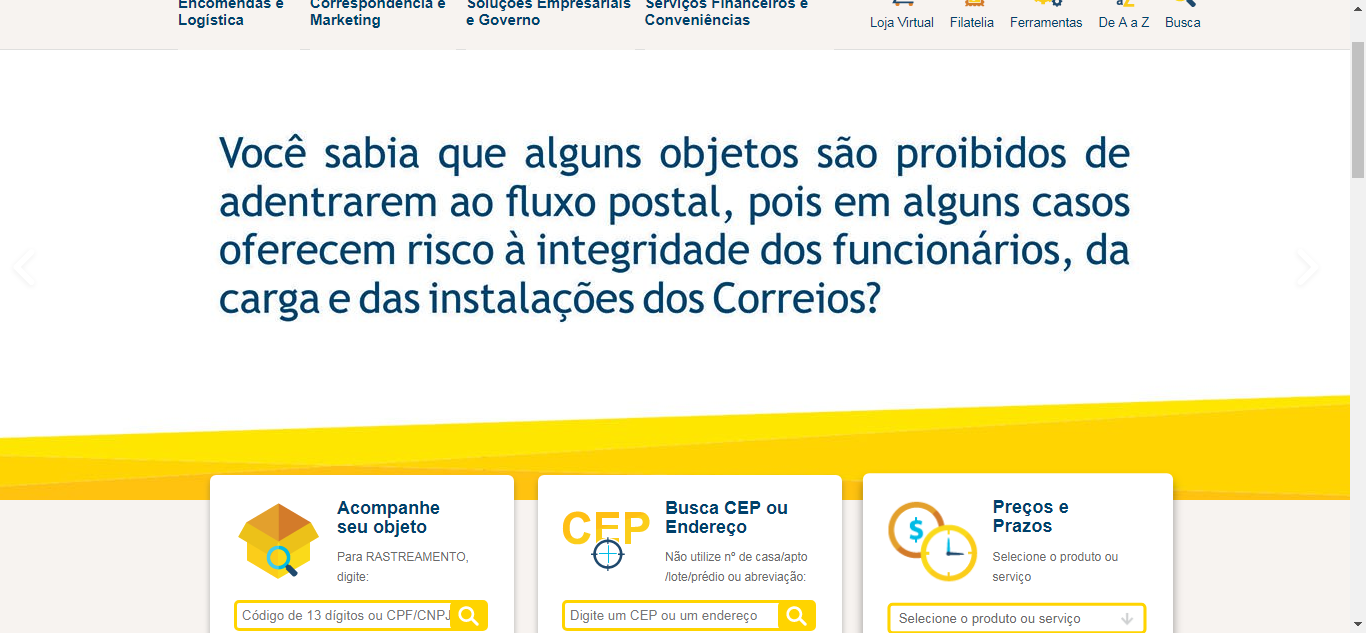 Encomendas e
Logística
Correspondência e
Marketing
Soluções Empresariais
e Governo
Serviços Financeiros e
Conveniências
Loja Virtual
Filatelia
Ferramentas
De A a Z
Busca
Você sabia que alguns objetos são proibidos de
adentrarem ao fluxo postal, pois em alguns casos
oferecem risco à integridade dos funcionários, da
carga e das instalações dos Correios?
Acompanhe
seu objeto
Para RASTREAMENTO,
digite:
Código de 13 dígitos ou CPF/CNPJ
CEP
Busca CEP ou
Endereço
Não utilize nº de casa/apto
/lote/prédio ou abreviação:
Digite um CEP ou um endereço
$
Preços e
Prazos
Selecione o produto ou
serviço
Selecione o produto ou serviço